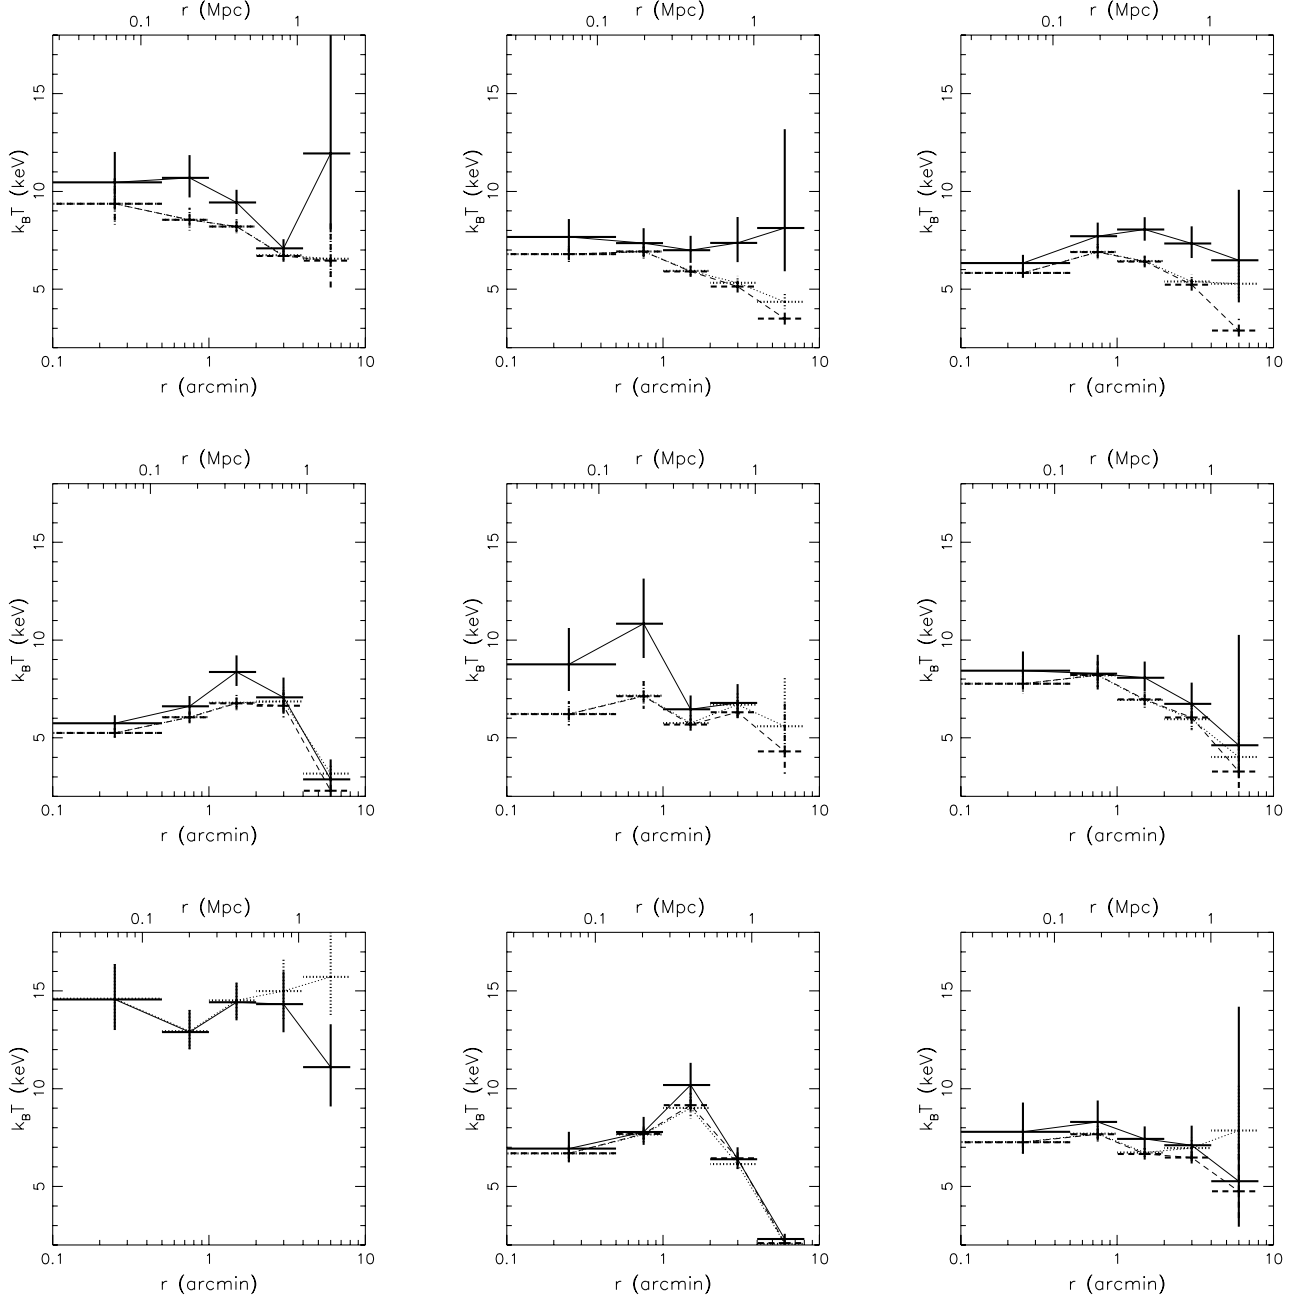 r (Mpc) r (Mpc) r (Mpc)
0.1 1 0.1 1 0.1 1
k_BT (keV) 5 10 15 k_BT (keV) 5 10 15 k_BT (keV) 5 10 15
0.1 1 10 0.1 1 10 0.1 1 10
r (arcmin) r (arcmin) r (arcmin)
r (Mpc) r (Mpc) r (Mpc)
0.1 1 0.1 1 0.1 1
k_BT (keV) 5 10 15 k_BT (keV) 5 10 15 k_BT (keV) 5 10 15
0.1 1 10 0.1 1 10 0.1 1 10
r (arcmin) r (arcmin) r (arcmin)
r (Mpc) r (Mpc) r (Mpc)
0.1 1 0.1 1 0.1 1
k_BT (keV) 5 10 15 k_BT (keV) 5 10 15 k_BT (keV) 5 10 15
0.1 1 10 0.1 1 10 0.1 1 10
r (arcmin) r (arcmin) r (arcmin)